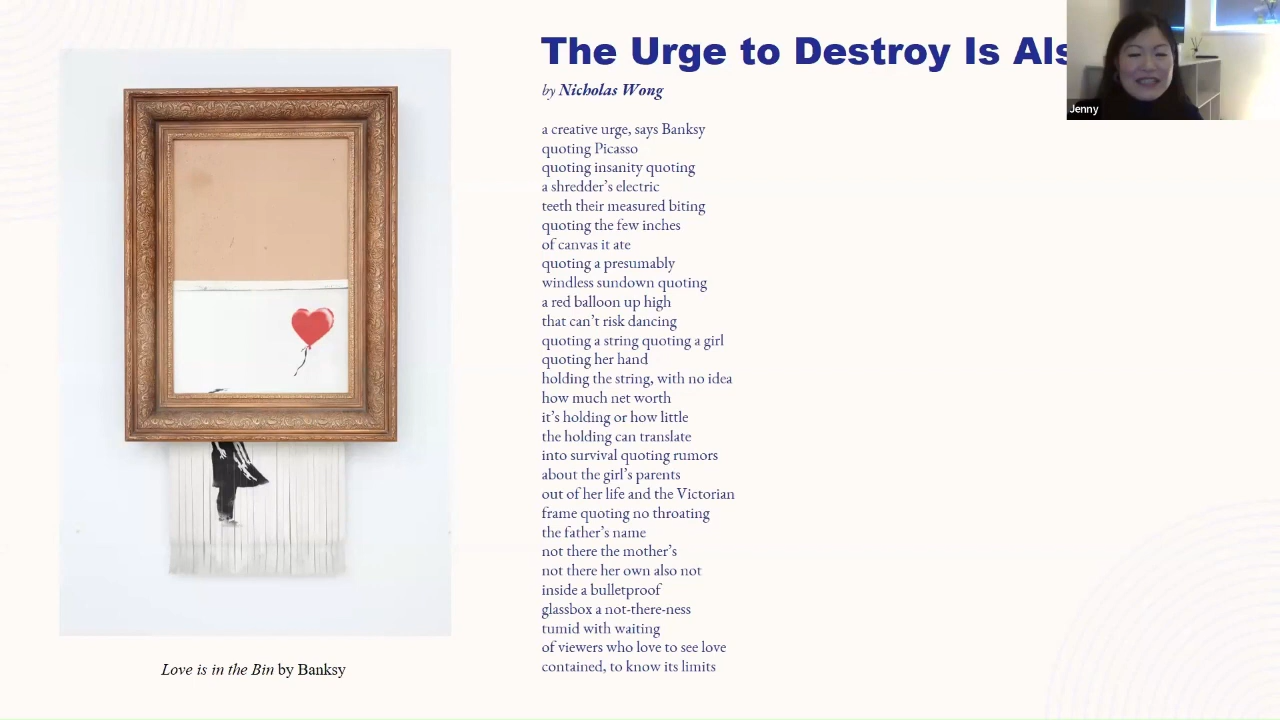 The Urge to Destroy Is Als
by Nicholas Wong
Jenny
a creative urge, says Banksy
quoting Picasso
quoting insanity quoting
a shredder’s electric
teeth their measured biting
quoting the few inches
of canvas it ate
quoting a presumably
windless sundown quoting
a red balloon up high
that can’t risk dancing
quoting a string quoting a girl
quoting her hand
holding the string, with no idea
how much net worth
it’s holding or how little
the holding can translate
into survival quoting rumors
about the girl’s parents
out of her life and the Victorian
frame quoting no throating
the father’s name
not there the mother’s
not there her own also not
inside a bulletproof
glassbox a not-there-ness
tumid with waiting
of viewers who love to see love
contained, to know its limits
Love is in the Bin by Banksy